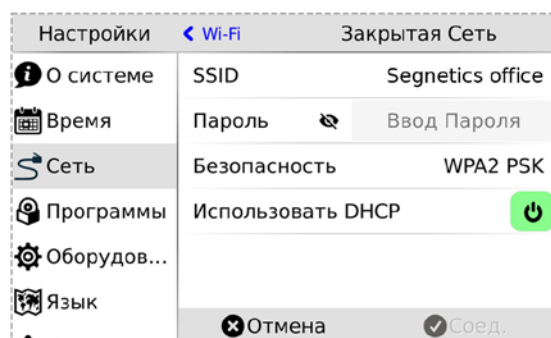 Настройки
Wi-Fi
Закрытая Сеть
О системе
Время
Сеть
Программы
Оборудов...
Язык
SSID
Segnetics office
Пароль
Ввод Пароля
Безопасность
WPA2 PSK
Использовать DHCP
Отмена
Соед.